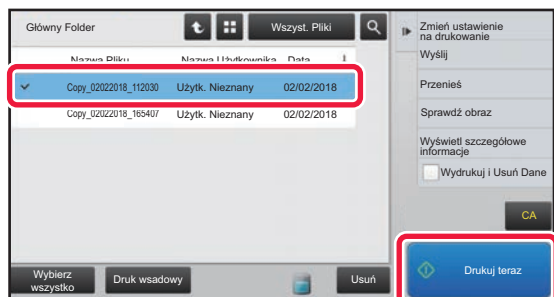 Główny Folder
Wszyst. Pliki
Nazwa Pliku Nazwa Użytkownika Data
Copy_02022018_112030 Użytk. Nieznany 02/02/2018
Copy_02022018_165407 Użytk. Nieznany 02/02/2018
Wybierz
wszystko
Druk wsadowy
Usuń
Zmień ustawienie
na drukowanie
Wyślij
Przenieś
Sprawdź obraz
Wyświetl szczegółowe
informacje
Wydrukuj i Usuń Dane
CA
Drukuj teraz